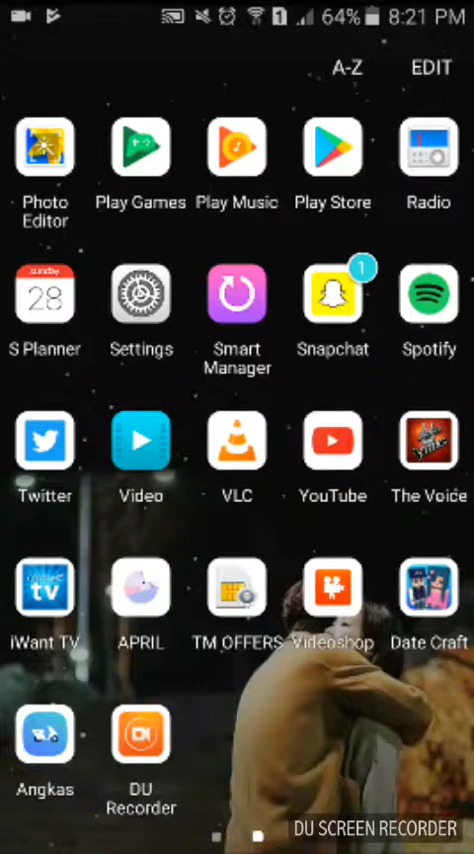 1 64% 8:21 PM
A-Z EDIT
Photo Editor
Play Games
Play Music
Play Store
Radio
sunday
28
1
S Planner
Settings
Smart Manager
Snapchat
Spotify
Twitter
Video
VLC
YouTube
The Voice
tv
iWant TV
APRIL
TM OFFERS
Videoshop
Date Craft
Angkas
DU Recorder
DU SCREEN RECORDER